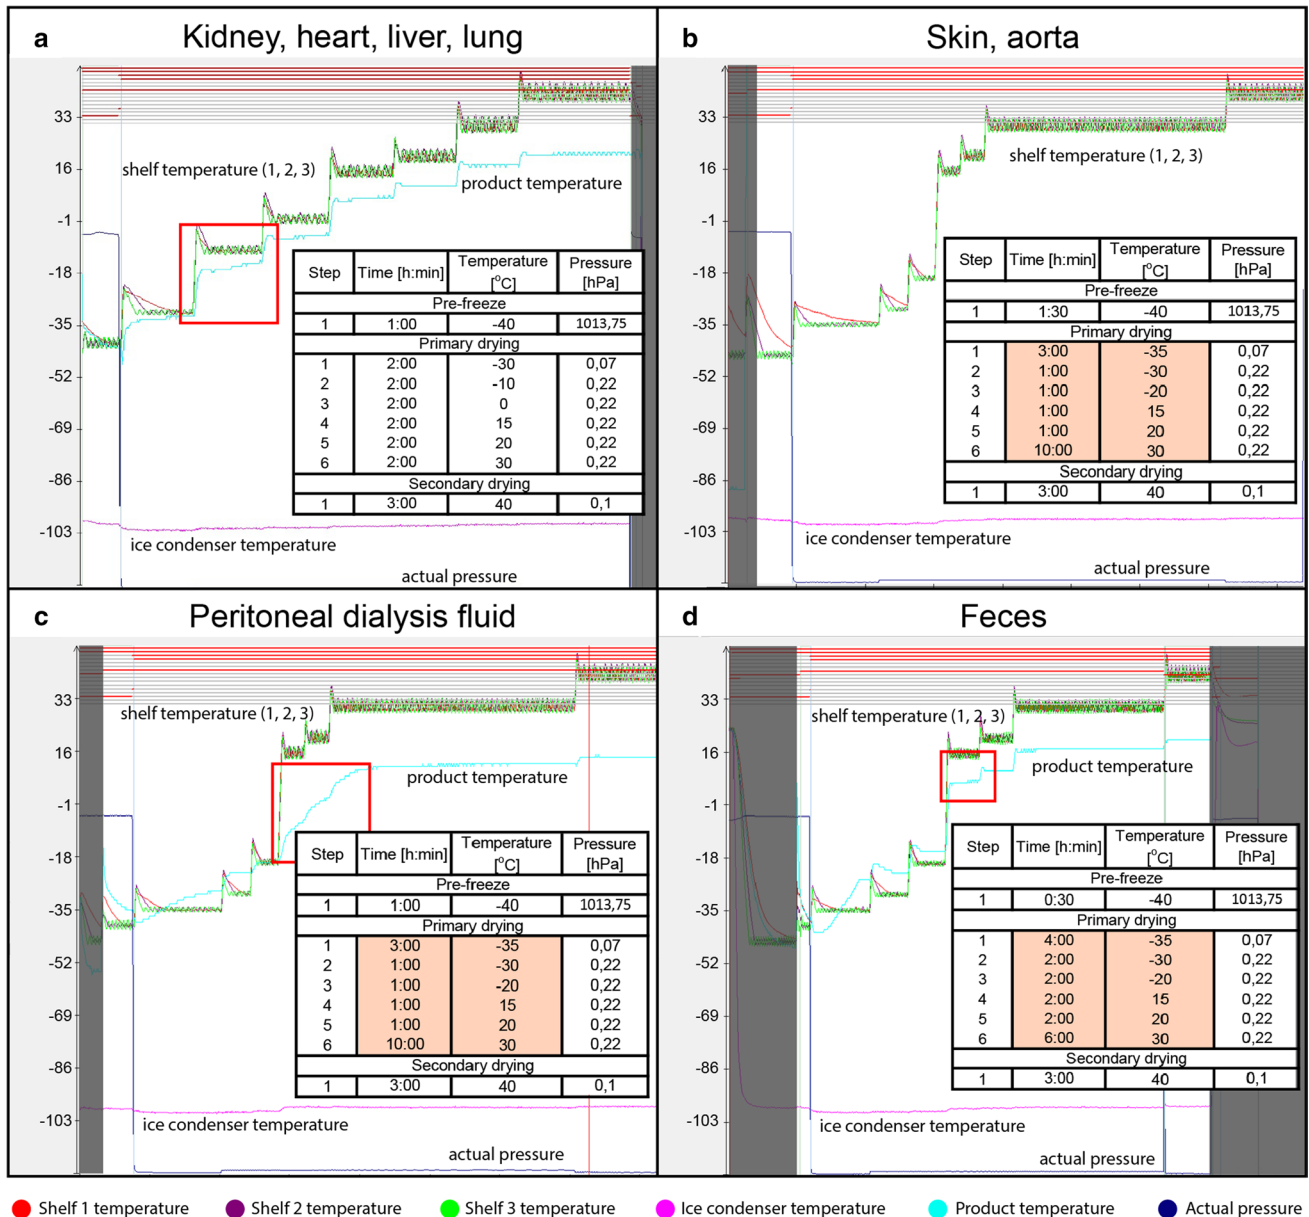 a Kidney, heart, liver, lung
33
16
-1
-18
-35
-52
-69
-86
-103
shelf temperature (1, 2, 3)
product temperature
Step Time [h:min] Temperature [°C] Pressure [hPa]
Pre-freeze
1 1:00 -40 1013,75
Primary drying
1 2:00 -30 0,07
2 2:00 -10 0,22
3 2:00 0 0,22
4 2:00 15 0,22
5 2:00 20 0,22
6 2:00 30 0,22
Secondary drying
1 3:00 40 0,1
ice condenser temperature
actual pressure
b Skin, aorta
33
16
-1
-18
-35
-52
-69
-86
-103
shelf temperature (1, 2, 3)
Step Time [h:min] Temperature [°C] Pressure [hPa]
Pre-freeze
1 1:30 -40 1013,75
Primary drying
1 3:00 -35 0,07
2 1:00 -30 0,22
3 1:00 -20 0,22
4 1:00 15 0,22
5 1:00 20 0,22
6 10:00 30 0,22
Secondary drying
1 3:00 40 0,1
ice condenser temperature
actual pressure
c Peritoneal dialysis fluid
33
16
-1
-18
-35
-52
-69
-86
-103
shelf temperature (1, 2, 3)
product temperature
Step Time [h:min] Temperature [°C] Pressure [hPa]
Pre-freeze
1 1:00 -40 1013,75
Primary drying
1 3:00 -35 0,07
2 1:00 -30 0,22
3 1:00 -20 0,22
4 1:00 15 0,22
5 1:00 20 0,22
6 10:00 30 0,22
Secondary drying
1 3:00 40 0,1
ice condenser temperature
actual pressure
d Feces
33
16
-1
-18
-35
-52
-69
-86
-103
shelf temperature (1, 2, 3)
product temperature
Step Time [h:min] Temperature [°C] Pressure [hPa]
Pre-freeze
1 0:30 -40 1013,75
Primary drying
1 4:00 -35 0,07
2 2:00 -30 0,22
3 2:00 -20 0,22
4 2:00 15 0,22
5 2:00 20 0,22
6 6:00 30 0,22
Secondary drying
1 3:00 40 0,1
ice condenser temperature
actual pressure
Shelf 1 temperature Shelf 2 temperature Shelf 3 temperature Ice condenser temperature Product temperature Actual pressure